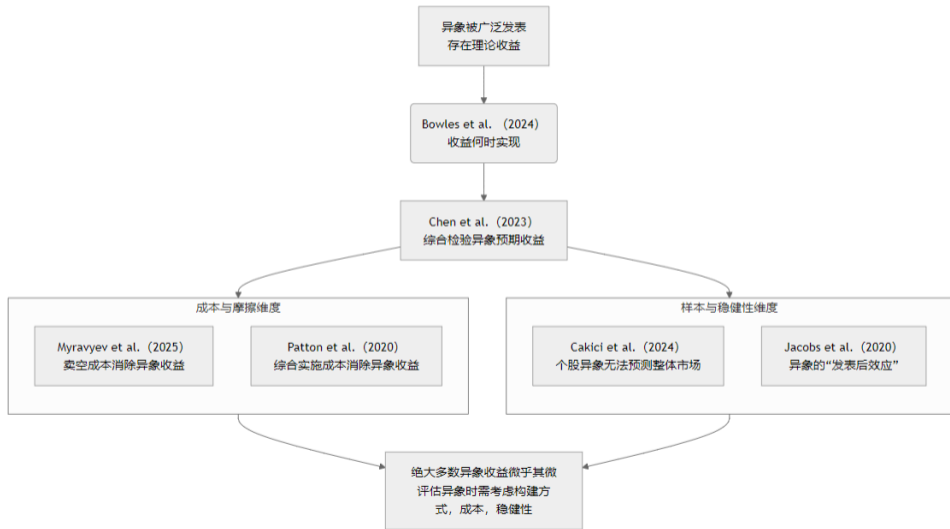 异象被广泛发表
存在理论收益
Bowles et al. （2024）
收益何时实现
Chen et al.（2023）
综合检验异象预期收益
成本与摩擦维度
样本与稳健性维度
Myravyev et al.（2025）
卖空成本消除异象收益
Patton et al.（2020）
综合实施成本消除异象收益
Cakici et al.（2024）
个股异象无法预测整体市场
Jacobs et al.（2020）
异象的“发表后效应”
绝大多数异象收益微乎其微
评估异象时需考虑构建方
式，成本，稳健性